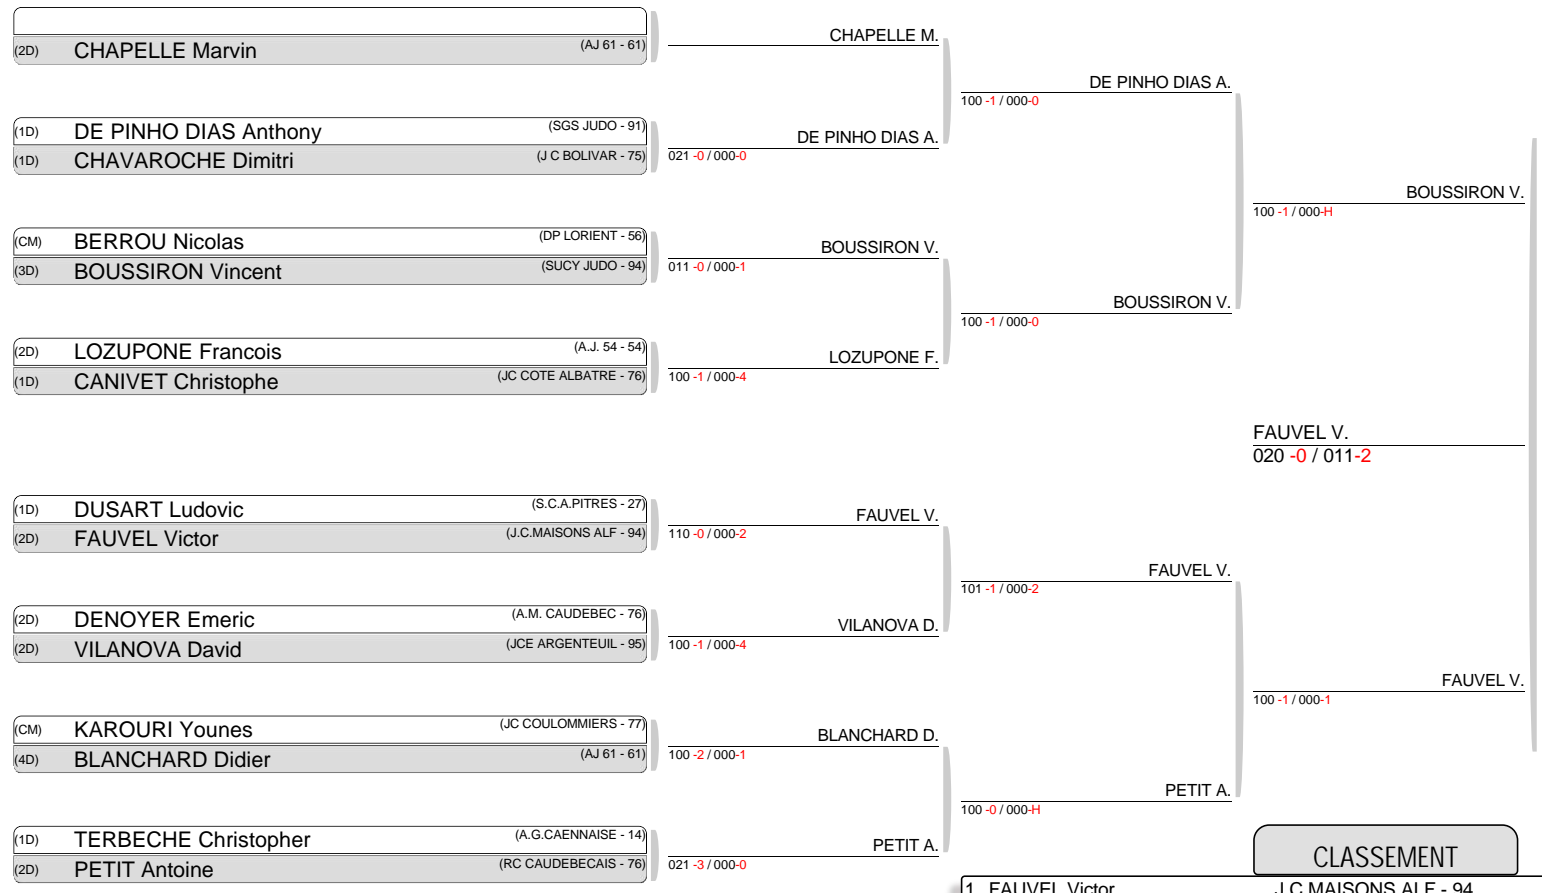 (2D) CHAPELLE Marvin (AJ 61 - 61)
(1D) DE PINHO DIAS Anthony (SGS JUDO - 91)
(1D) CHAVAROCHE Dimitri (J C BOLIVAR - 75)
(CM) BERROU Nicolas (DP LORIENT - 56)
(3D) BOUSSIRON Vincent (SUCY JUDO - 94)
(2D) LOZUPONE Francois (A.J. 54 - 54)
(1D) CANIVET Christophe (JC COTE ALBATRE - 76)
(1D) DUSART Ludovic (S.C.A.PITRES - 27)
(2D) FAUVEL Victor (J.C.MAISONS ALF - 94)
(2D) DENOYER Emeric (A.M. CAUDEBEC - 76)
(2D) VILANOVA David (JCE ARGENTEUIL - 95)
(CM) KAROURI Younes (JC COULOMMIERS - 77)
(4D) BLANCHARD Didier (AJ 61 - 61)
(1D) TERBECHE Christopher (A.G.CAENNAISE - 14)
(2D) PETIT Antoine (RC CAUDEBECAIS - 76)
CHAPELLE M.
DE PINHO DIAS A.
021 -0 / 000-0
BOUSSIRON V.
011 -0 / 000-1
LOZUPONE F.
100 -1 / 000-4
FAUVEL V.
110 -0 / 000-2
VILANOVA D.
100 -1 / 000-4
BLANCHARD D.
100 -2 / 000-1
PETIT A.
021 -3 / 000-0
DE PINHO DIAS A.
100 -1 / 000-0
BOUSSIRON V.
100 -1 / 000-0
FAUVEL V.
101 -1 / 000-2
PETIT A.
100 -0 / 000-H
BOUSSIRON V.
100 -1 / 000-H
FAUVEL V.
020 -0 / 011-2
FAUVEL V.
100 -1 / 000-1
CLASSEMENT
1 FAUVEL Victor J.C.MAISONS ALF - 94